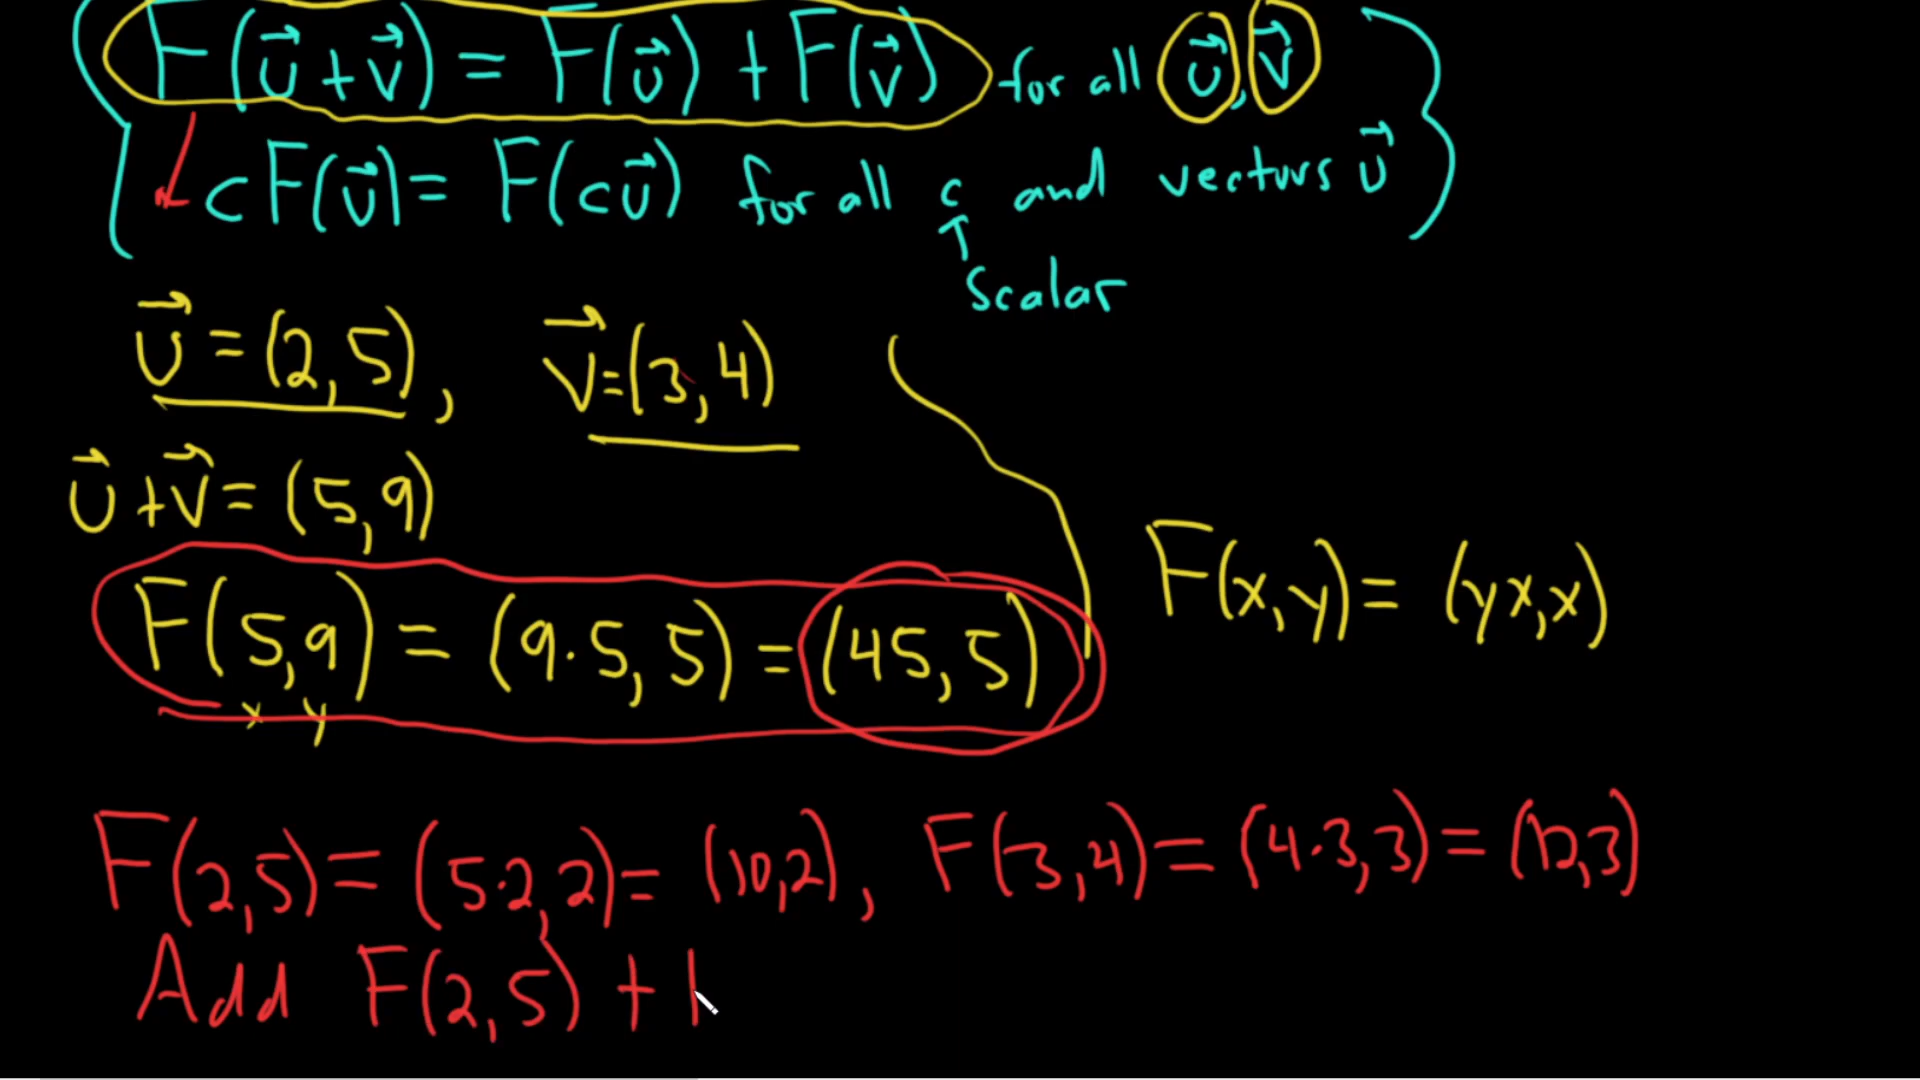 F(u⃗ + v⃗) = F(u⃗) + F(v⃗) for all u⃗, v⃗
cF(u⃗) = F(cu⃗) for all c and vectors u⃗
↑
scalar
u⃗ = (2,5), v⃗ = (3,4)
u⃗ + v⃗ = (5,9)
F(x,y) = (yx,x)
F(5,9) = (9·5,5) = (45,5)
x y
F(2,5) = (5·2,2) = (10,2), F(3,4) = (4·3,3) = (12,3)
Add F(2,5) +